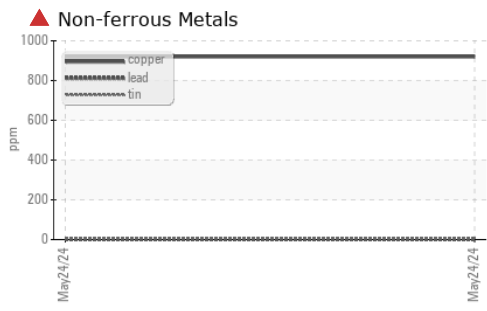 Non-ferrous Metals
1000
800
600
400
200
0
ppm
copper
lead
tin
May24/24
May24/24